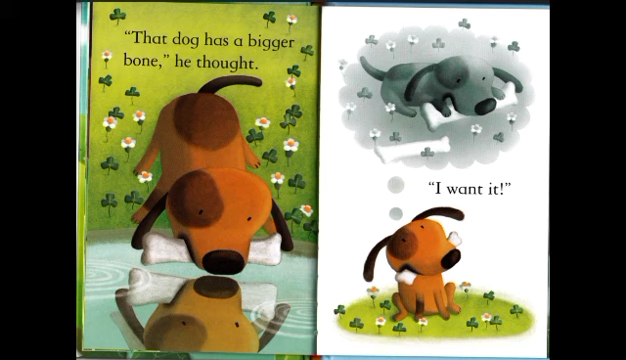 “That dog has a bigger
bone,” he thought.
“I want it!”